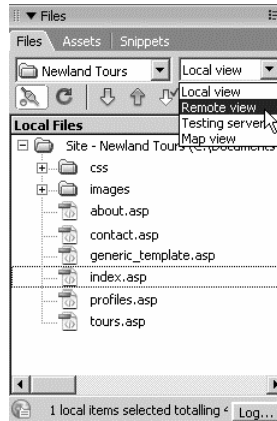 Files
Files Assets Snippets
Newland Tours Local view
Local view
Remote view
Testing server
Map view
Local Files
Site - Newland Tours
css
images
about.asp
contact.asp
generic_template.asp
index.asp
profiles.asp
tours.asp
1 local items selected totalling Log...